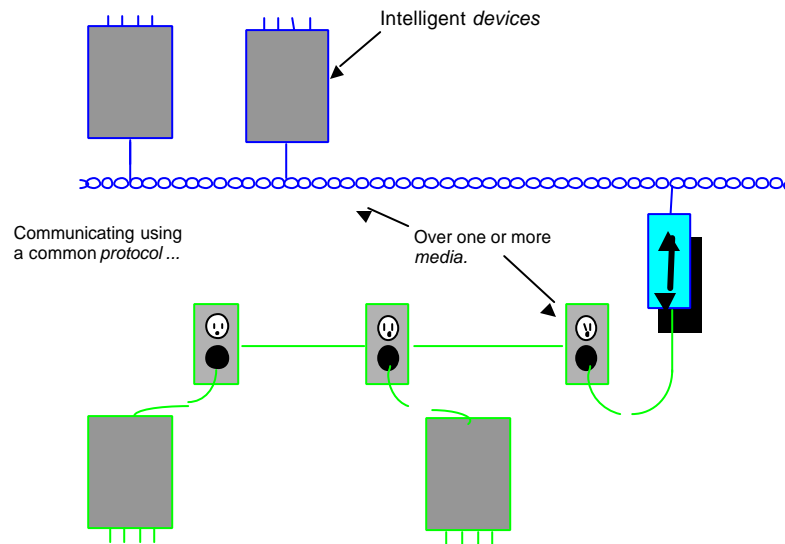 Intelligent devices
Communicating using
a common protocol ...
Over one or more
media.